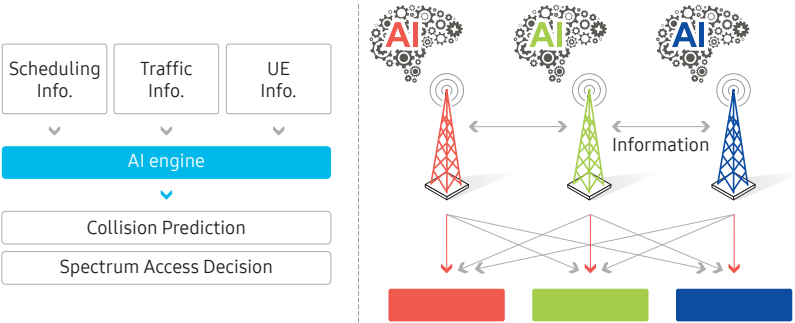 Scheduling
Info.
Traffic
Info.
UE
Info.
AI engine
Collision Prediction
Spectrum Access Decision
AI
AI
AI
Information